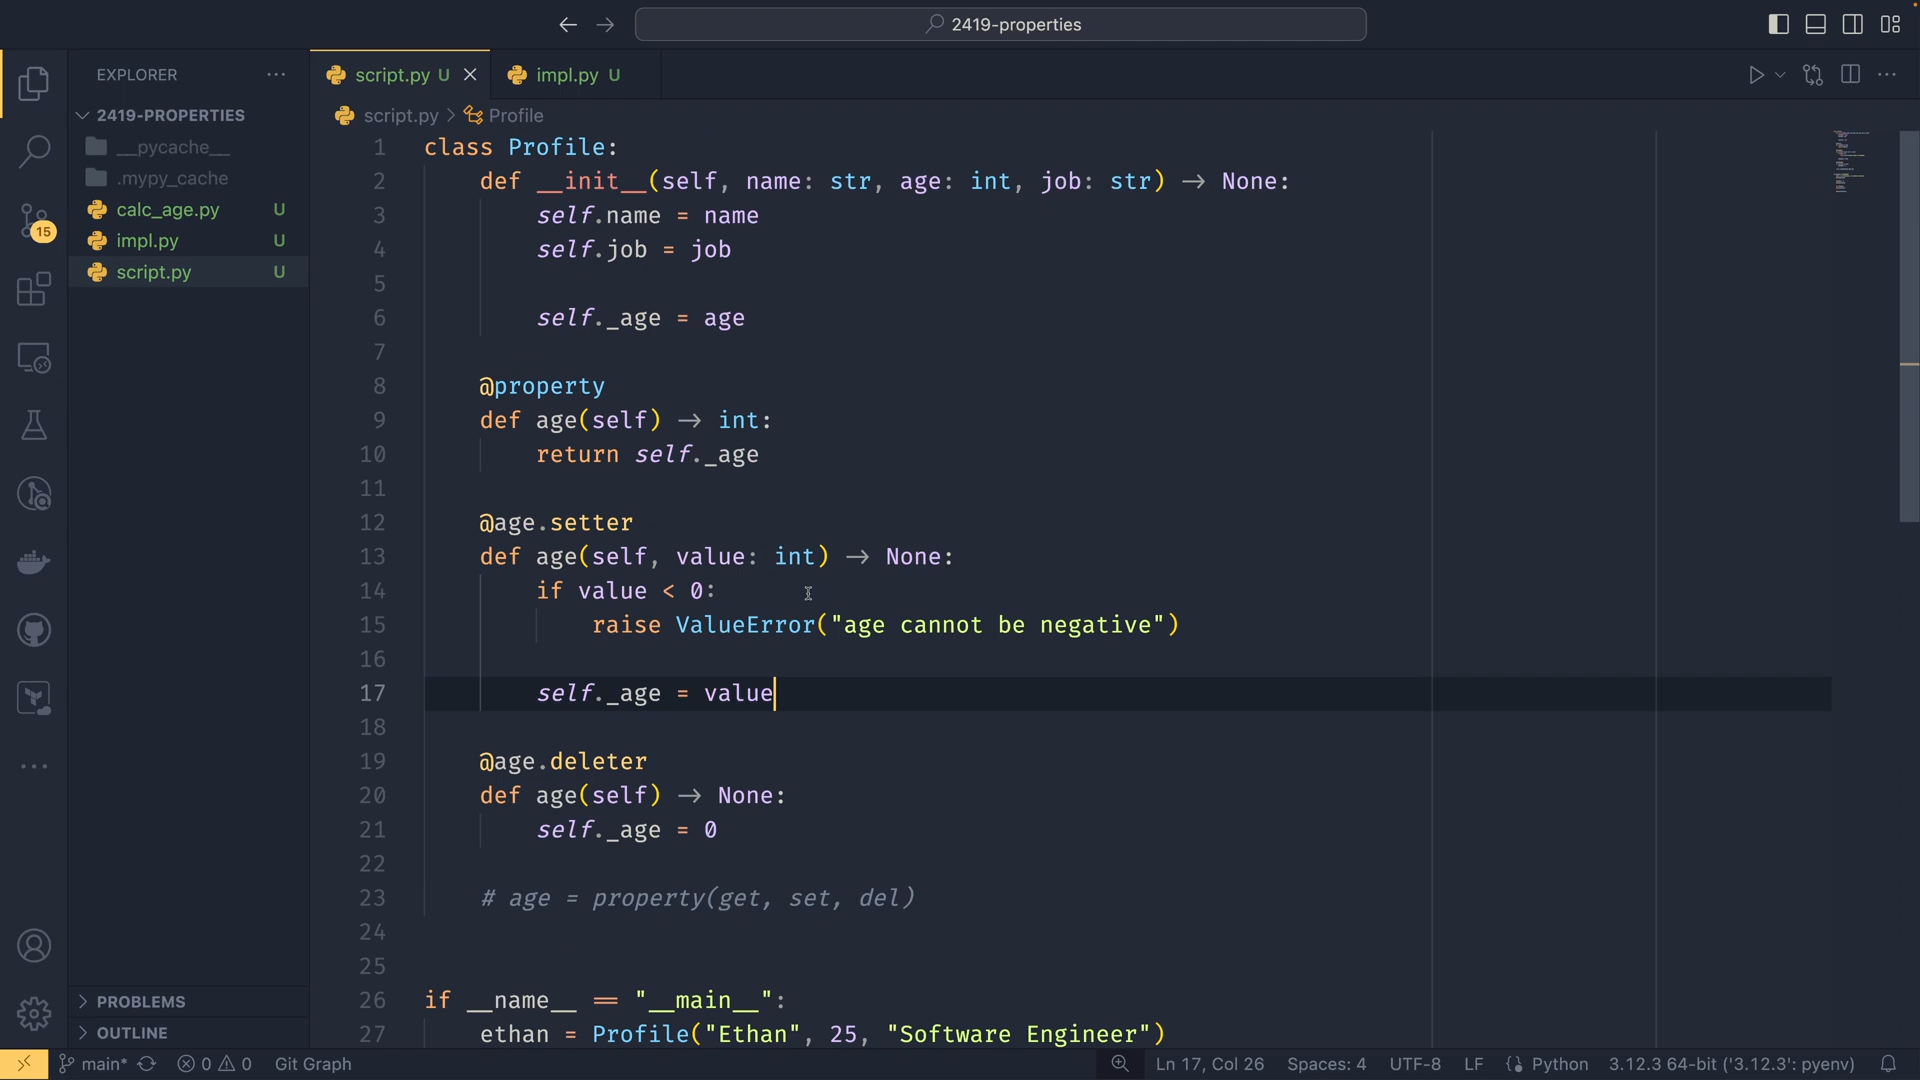 2419-properties
EXPLORER
script.py U
impl.py U
2419-PROPERTIES
script.py > Profile
__pycache__
.mypy_cache
calc_age.py U
impl.py U
script.py U
15
1 class Profile:
2 def __init__(self, name: str, age: int, job: str) → None:
3 self.name = name
4 self.job = job
5
6 self._age = age
7
8 @property
9 def age(self) → int:
10 return self._age
11
12 @age.setter
13 def age(self, value: int) → None:
14 if value < 0:
15 raise ValueError("age cannot be negative")
16
17 self._age = value
18
19 @age.deleter
20 def age(self) → None:
21 self._age = 0
22
23 # age = property(get, set, del)
24
25
26 if __name__ == "__main__":
27 ethan = Profile("Ethan", 25, "Software Engineer")
PROBLEMS
OUTLINE
main* 0 0 Git Graph Ln 17, Col 26 Spaces: 4 UTF-8 LF Python 3.12.3 64-bit ('3.12.3': pyenv)